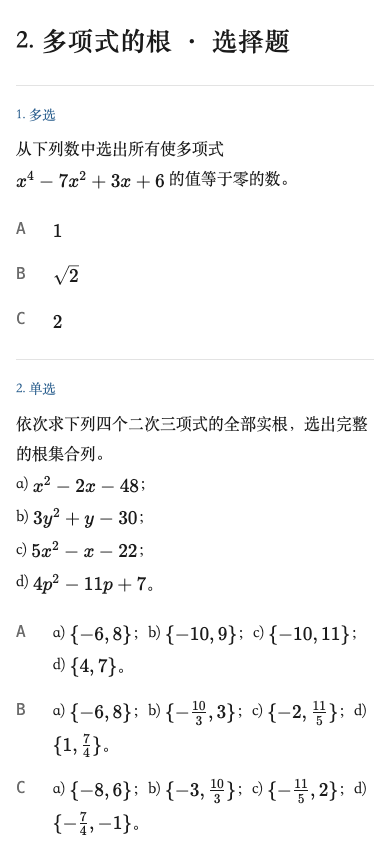 2. 多项式的根 · 选择题
1. 多选
从下列数中选出所有使多项式
x⁴ − 7x² + 3x + 6 的值等于零的数。
A 1
B √2
C 2
2. 单选
依次求下列四个二次三项式的全部实根，选出完整
的根集合列。
a) x² − 2x − 48；
b) 3y² + y − 30；
c) 5x² − x − 22；
d) 4p² − 11p + 7。
A a) {−6, 8}；b) {−10, 9}；c) {−10, 11}；
d) {4, 7}。
B a) {−6, 8}；b) {−10/3, 3}；c) {−2, 11/5}；d)
{1, 7/4}。
C a) {−8, 6}；b) {−3, 10/3}；c) {−11/5, 2}；d)
{−7/4, −1}。